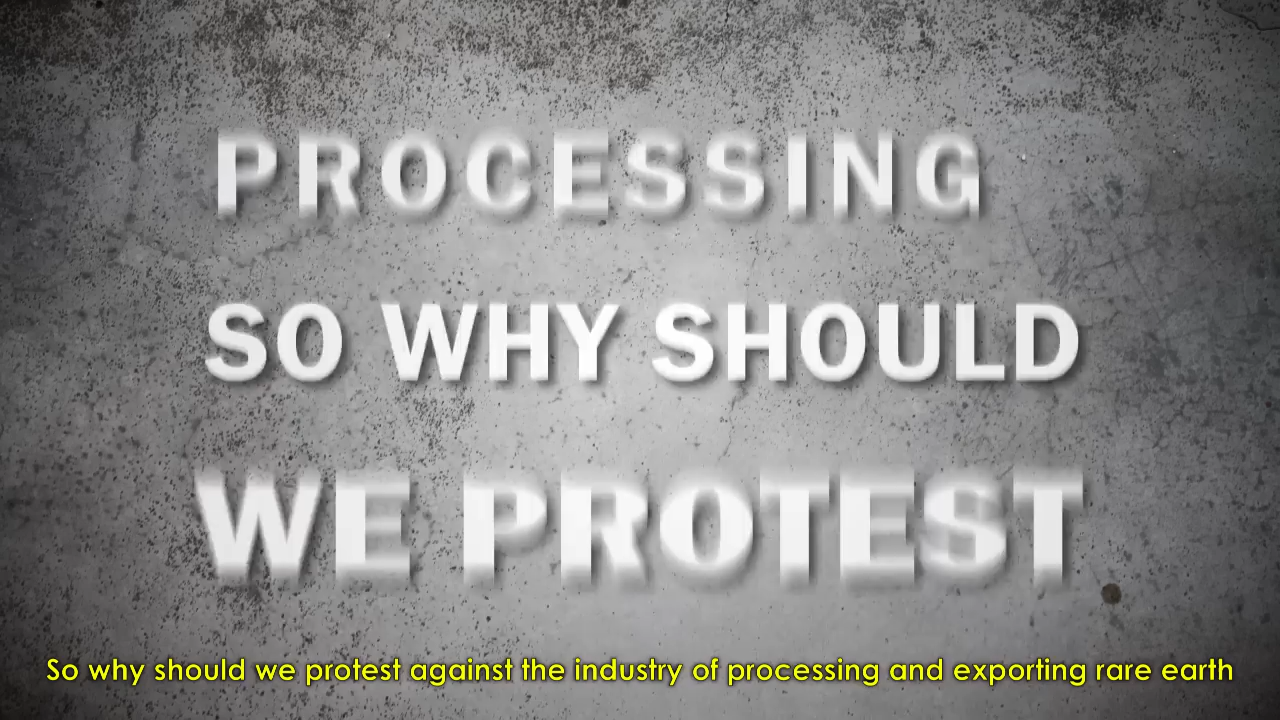 PROCESSING
SO WHY SHOULD
WE PROTEST
So why should we protest against the industry of processing and exporting rare earth